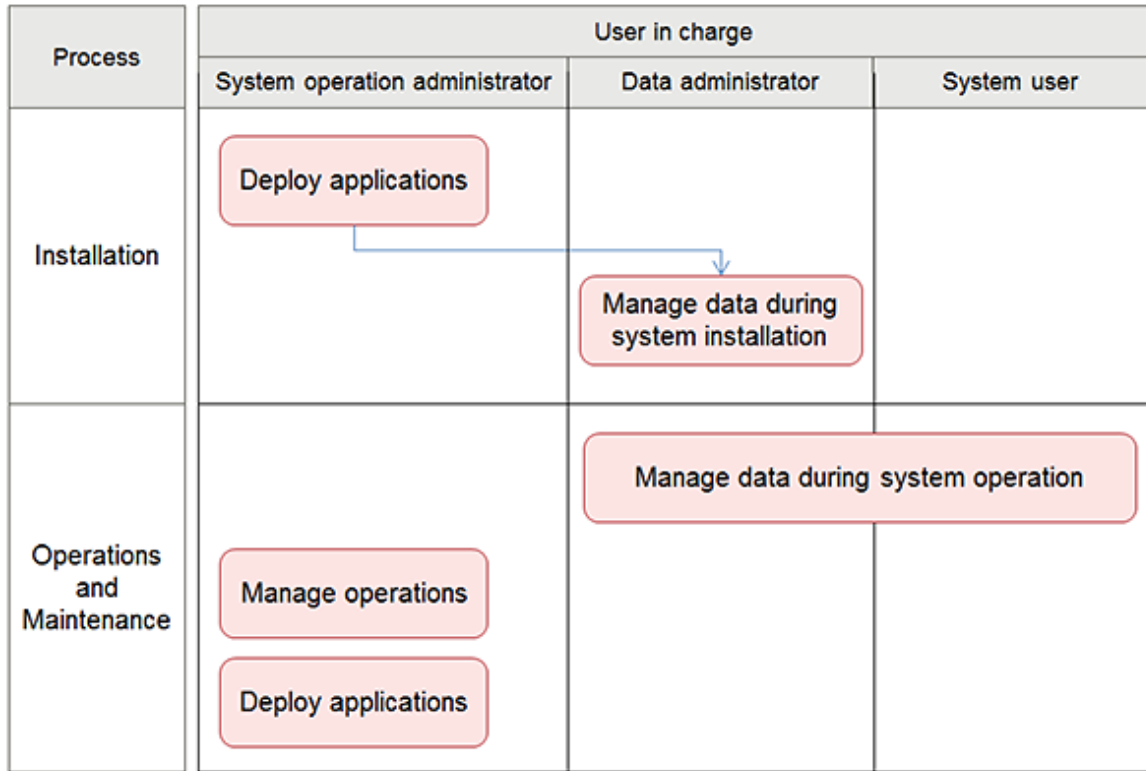 Process
User in charge
System operation administrator
Data administrator
System user
Installation
Deploy applications
Manage data during
system installation
Operations
and
Maintenance
Manage data during system operation
Manage operations
Deploy applications